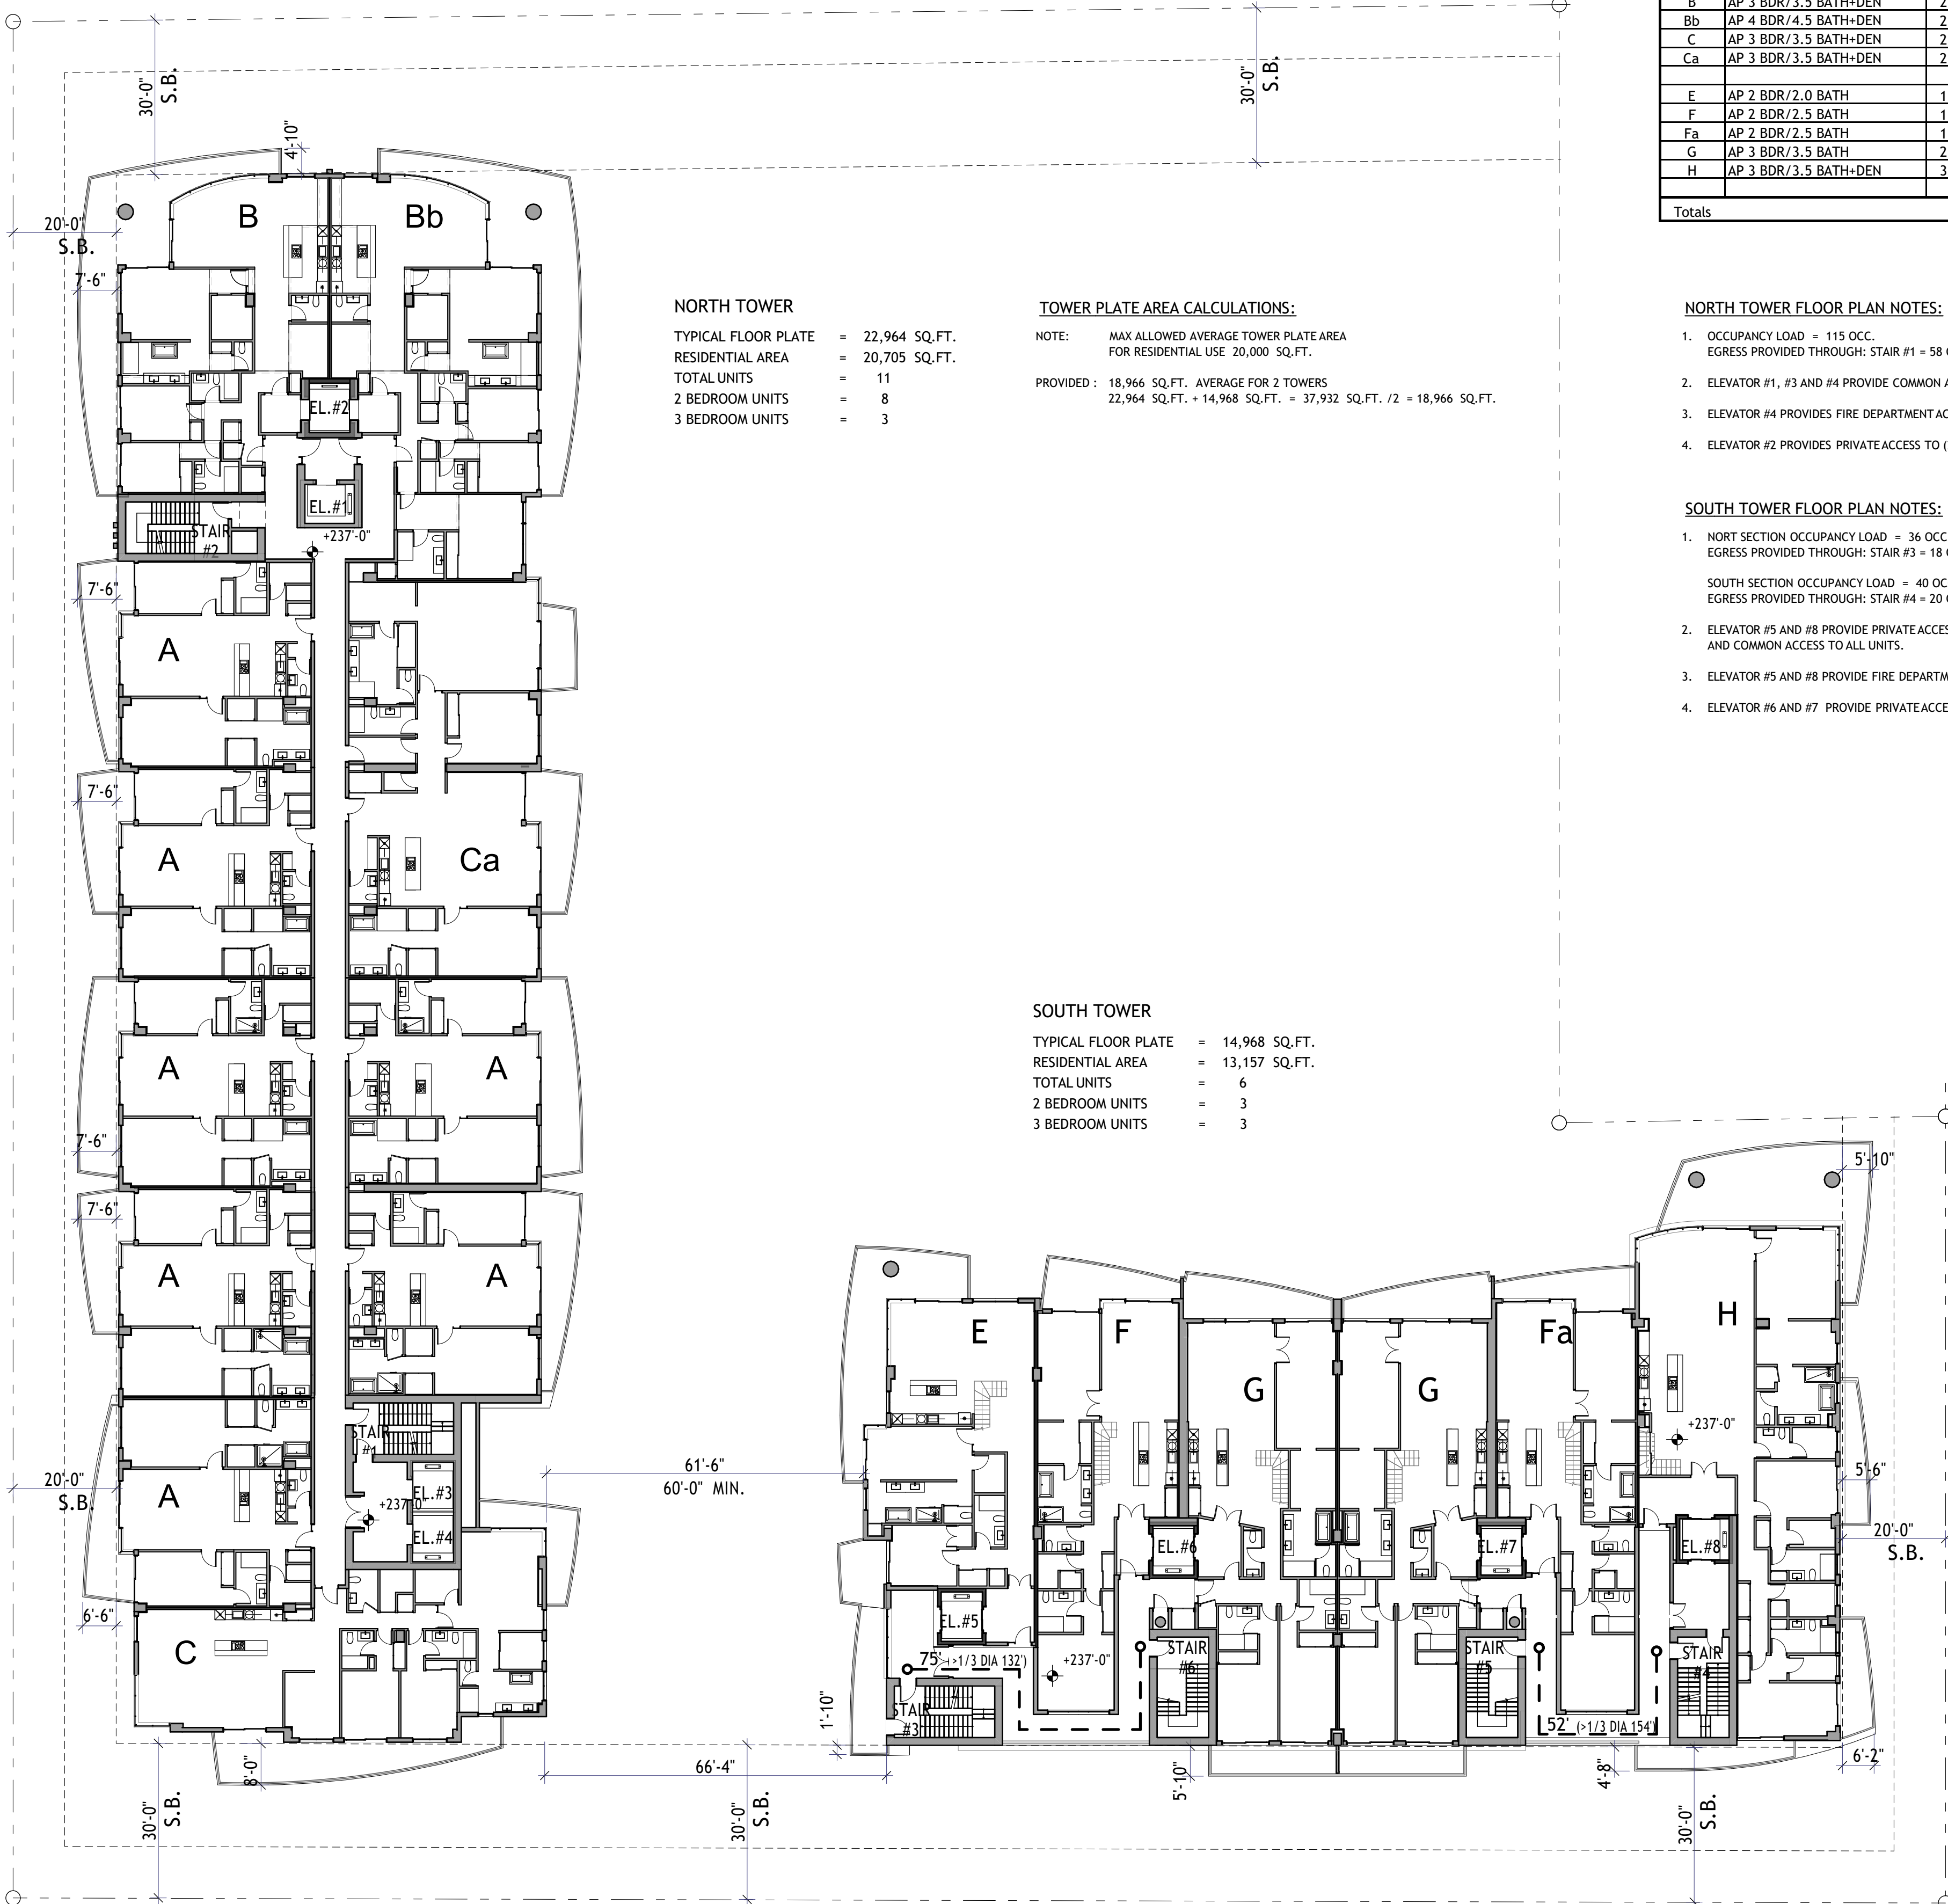 B AP 3 BDR/3.5 BATH+DEN 2
Bb AP 4 BDR/4.5 BATH+DEN 2
C AP 3 BDR/3.5 BATH+DEN 2
Ca AP 3 BDR/3.5 BATH+DEN 2
E AP 2 BDR/2.0 BATH 1
F AP 2 BDR/2.5 BATH 1
Fa AP 2 BDR/2.5 BATH 1
G AP 3 BDR/3.5 BATH 2
H AP 3 BDR/3.5 BATH+DEN 3
Totals
30'-0" S.B.
30'-0" S.B.
4'-10"
20'-0"
S.B.
7'-6"
B
Bb
EL.#2
EL.#1
STAIR
#2
+237'-0"
NORTH TOWER
TYPICAL FLOOR PLATE = 22,964 SQ.FT.
RESIDENTIAL AREA = 20,705 SQ.FT.
TOTAL UNITS = 11
2 BEDROOM UNITS = 8
3 BEDROOM UNITS = 3
TOWER PLATE AREA CALCULATIONS:
NOTE: MAX ALLOWED AVERAGE TOWER PLATE AREA
FOR RESIDENTIAL USE 20,000 SQ.FT.
PROVIDED : 18,966 SQ.FT. AVERAGE FOR 2 TOWERS
22,964 SQ.FT. + 14,968 SQ.FT. = 37,932 SQ.FT. /2 = 18,966 SQ.FT.
NORTH TOWER FLOOR PLAN NOTES:
1. OCCUPANCY LOAD = 115 OCC.
EGRESS PROVIDED THROUGH: STAIR #1 = 58
2. ELEVATOR #1, #3 AND #4 PROVIDE COMMON
3. ELEVATOR #4 PROVIDES FIRE DEPARTMENT
4. ELEVATOR #2 PROVIDES PRIVATE ACCESS TO (
SOUTH TOWER FLOOR PLAN NOTES:
1. NORT SECTION OCCUPANCY LOAD = 36 OCC
EGRESS PROVIDED THROUGH: STAIR #3 = 18
SOUTH SECTION OCCUPANCY LOAD = 40 OC
EGRESS PROVIDED THROUGH: STAIR #4 = 20
2. ELEVATOR #5 AND #8 PROVIDE PRIVATE ACCES
AND COMMON ACCESS TO ALL UNITS.
3. ELEVATOR #5 AND #8 PROVIDE FIRE DEPARTM
4. ELEVATOR #6 AND #7 PROVIDE PRIVATE ACCE
7'-6"
A
7'-6"
A
Ca
A
A
7'-6"
7'-6"
A
A
STAIR
#1
20'-0"
S.B.
A
+237'-0"
EL.#3
EL.#4
6'-6"
C
8'-0"
30'-0" S.B.
61'-6"
60'-0" MIN.
66'-4"
30'-0" S.B.
SOUTH TOWER
TYPICAL FLOOR PLATE = 14,968 SQ.FT.
RESIDENTIAL AREA = 13,157 SQ.FT.
TOTAL UNITS = 6
2 BEDROOM UNITS = 3
3 BEDROOM UNITS = 3
5'-10"
E
F
G
G
Fa
H
+237'-0"
5'-6"
20'-0"
S.B.
EL.#6
EL.#7
EL.#8
EL.#5
75' (>1/3 DIA 132')
+237'-0"
STAIR
#6
STAIR
#5
STAIR
#4
STAIR
#3
52' (>1/3 DIA 154')
1'-10"
5'-10"
4'-8"
6'-2"
30'-0" S.B.